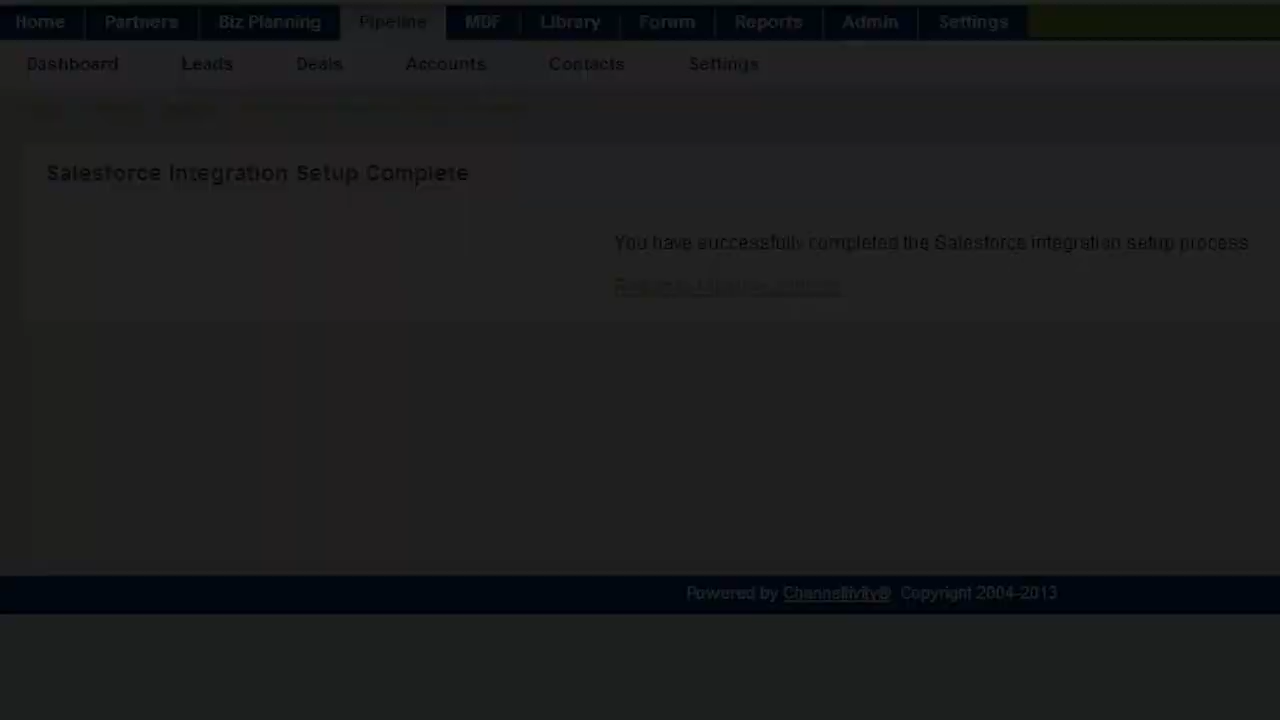 Home Partners Biz Planning Pipeline MDF Library Forum Reports Admin Settings
Dashboard Leads Deals Accounts Contacts Settings
Salesforce Integration Setup Complete
You have successfully completed the Salesforce integration setup process
Powered by Channeltivity® Copyright 2004-2013